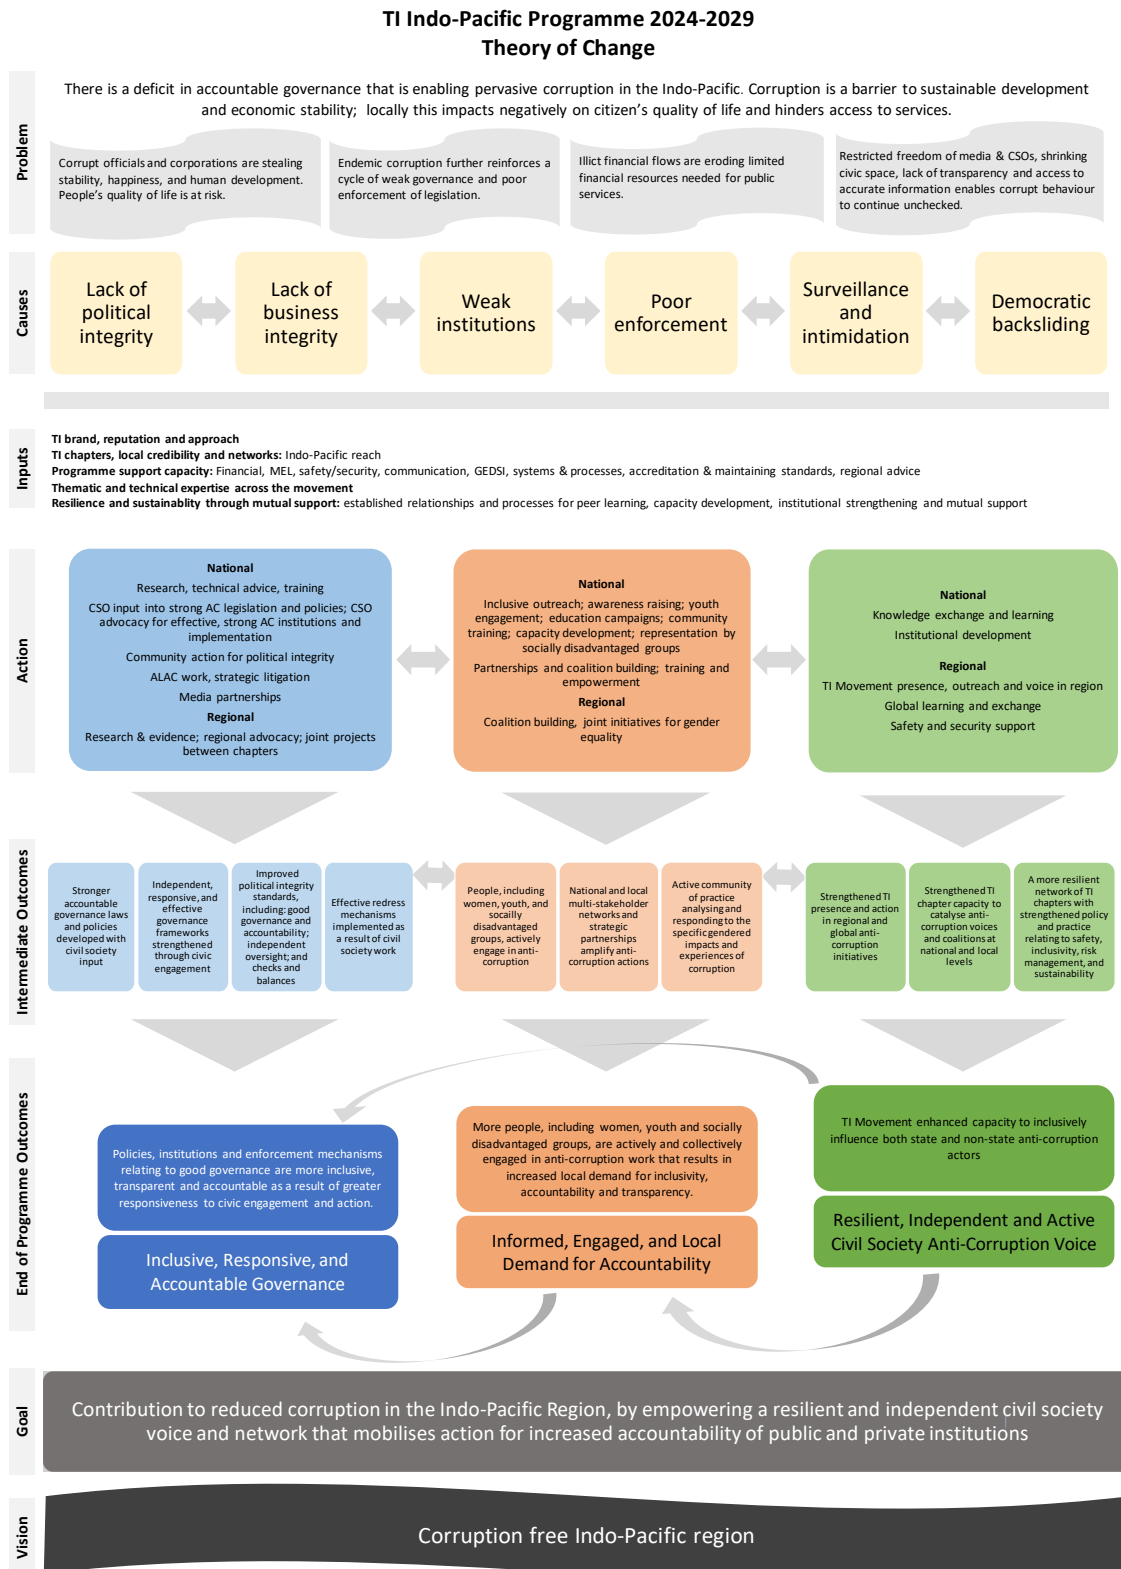 TI Indo-Pacific Programme 2024-2029
Theory of Change
Problem
There is a deficit in accountable governance that is enabling pervasive corruption in the Indo-Pacific. Corruption is a barrier to sustainable development
and economic stability; locally this impacts negatively on citizen's quality of life and hinders access to services.
Corrupt officials and corporations are stealing
stability, happiness, and human development.
People's quality of life is at risk.
Endemic corruption further reinforces a
cycle of weak governance and poor
enforcement of legislation.
Illict financial flows are eroding limited
financial resources needed for public
services.
Restricted freedom of media & CSOs, shrinking
civic space, lack of transparency and access to
accurate information enables corrupt behaviour
to continue unchecked.
Causes
Lack of
political
integrity
Lack of
business
integrity
Weak
institutions
Poor
enforcement
Surveillance
and
intimidation
Democratic
backsliding
Inputs
TI brand, reputation and approach
TI chapters, local credibility and networks: Indo-Pacific reach
Programme support capacity: Financial, MEL, safety/security, communication, GEDSI, systems & processes, accreditation & maintaining standards, regional advice
Thematic and technical expertise across the movement
Resilience and sustainablity through mutual support: established relationships and processes for peer learning, capacity development, institutional strengthening and mutual support
Action
National
Research, technical advice, training
CSO input into strong AC legislation and policies; CSO
advocacy for effective, strong AC institutions and
implementation
Community action for political integrity
ALAC work, strategic litigation
Media partnerships
Regional
Research & evidence; regional advocacy; joint projects
between chapters
National
Inclusive outreach; awareness raising; youth
engagement; education campaigns; community
training; capacity development; representation by
socially disadvantaged groups
Partnerships and coalition building; training and
empowerment
Regional
Coalition building, joint initiatives for gender
equality
National
Knowledge exchange and learning
Institutional development
Regional
TI Movement presence, outreach and voice in region
Global learning and exchange
Safety and security support
Intermediate Outcomes
Stronger
accountable
governance laws
and policies
developed with
civil society
input
Independent,
responsive, and
effective
governance
frameworks
strengthened
through civic
engagement
Improved
political integrity
standards,
including: good
governance and
accountability;
independent
oversight; and
checks and
balances
Effective redress
mechanisms
implemented as
a result of civil
society work
People, including
women, youth, and
socailly
disadvantaged
groups, actively
engage in anti-
corruption
National and local
multi-stakeholder
networks and
strategic
partnerships
amplify anti-
corruption actions
Active community
of practice
analysing and
responding to the
specific gendered
impacts and
experiences of
corruption
Strengthened TI
presence and action
in regional and
global anti-
corruption
initiatives
Strengthened TI
chapter capacity to
catalyse anti-
corruption voices
and coalitions at
national and local
levels
A more resilient
network of TI
chapters with
strengthened policy
and practice
relating to safety,
inclusivity, risk
management, and
sustainability
End of Programme Outcomes
Policies, institutions and enforcement mechanisms
relating to good governance are more inclusive,
transparent and accountable as a result of greater
responsiveness to civic engagement and action.
Inclusive, Responsive, and
Accountable Governance
More people, including women, youth and socially
disadvantaged groups, are actively and collectively
engaged in anti-corruption work that results in
increased local demand for inclusivity,
accountability and transparency.
Informed, Engaged, and Local
Demand for Accountability
TI Movement enhanced capacity to inclusively
influence both state and non-state anti-corruption
actors
Resilient, Independent and Active
Civil Society Anti-Corruption Voice
Goal
Contribution to reduced corruption in the Indo-Pacific Region, by empowering a resilient and independent civil society
voice and network that mobilises action for increased accountability of public and private institutions
Vision
Corruption free Indo-Pacific region